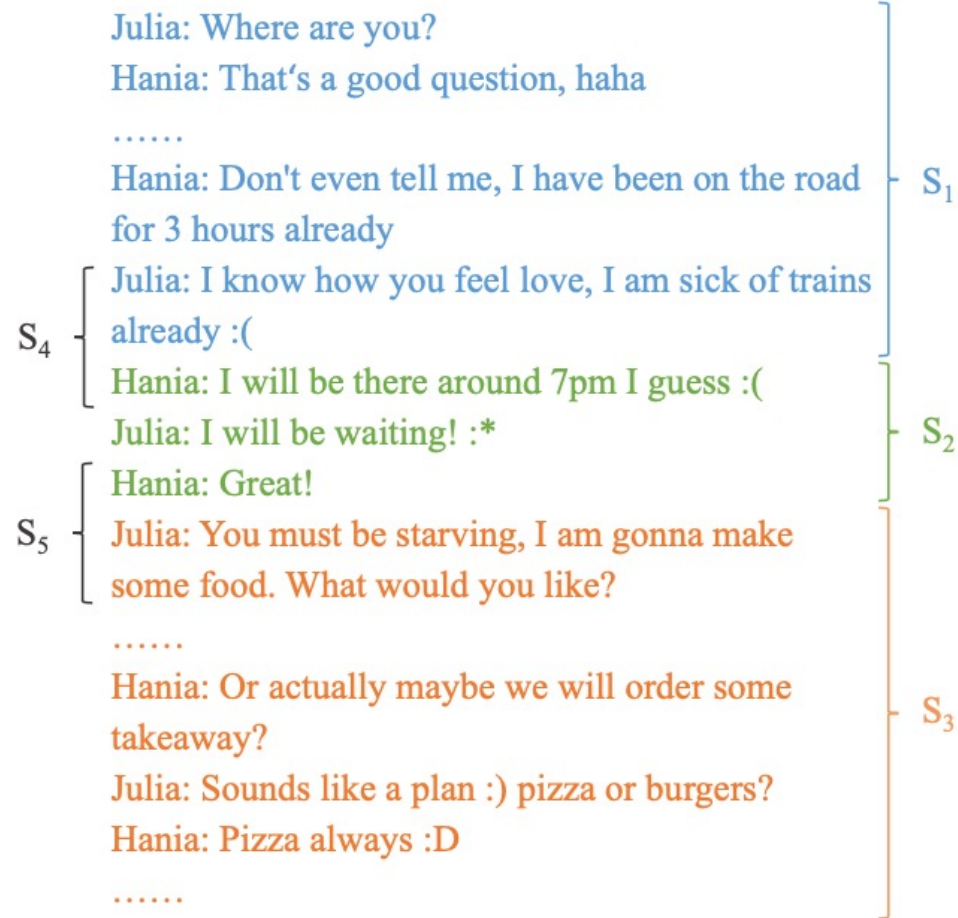 Julia: Where are you?
Hania: That‘s a good question, haha
......
Hania: Don't even tell me, I have been on the road
for 3 hours already
S1
Julia: I know how you feel love, I am sick of trains
already :(
S4
Hania: I will be there around 7pm I guess :(
Julia: I will be waiting! :*
S2
Hania: Great!
Julia: You must be starving, I am gonna make
some food. What would you like?
S5
......
Hania: Or actually maybe we will order some
takeaway?
S3
Julia: Sounds like a plan :) pizza or burgers?
Hania: Pizza always :D
......